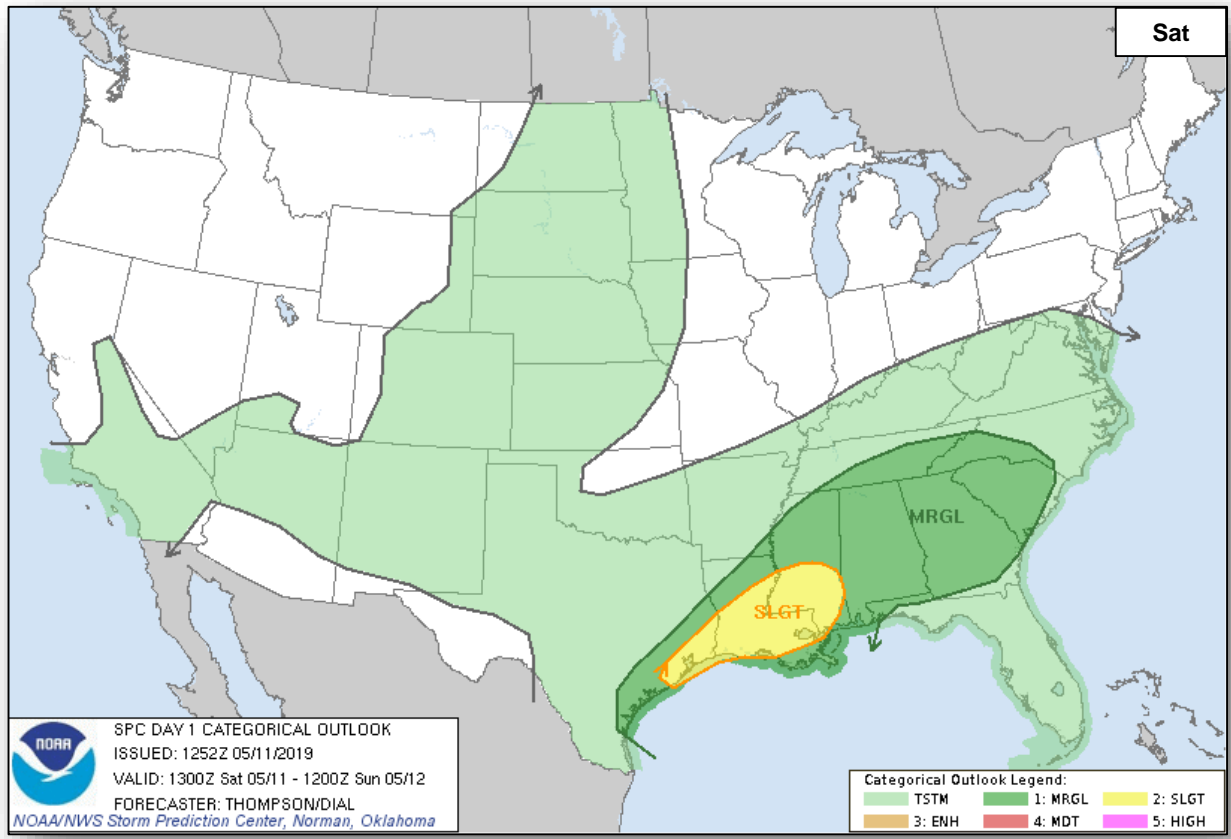 Sat
MRGL
SLGT
NOAA
SPC DAY 1 CATEGORICAL OUTLOOK
ISSUED: 1252Z 05/11/2019
VALID: 1300Z Sat 05/11 - 1200Z Sun 05/12
FORECASTER: THOMPSON/DIAL
NOAA/NWS Storm Prediction Center, Norman, Oklahoma
Categorical Outlook Legend:
TSTM 1: MRGL 2: SLGT
3: ENH 4: MDT 5: HIGH